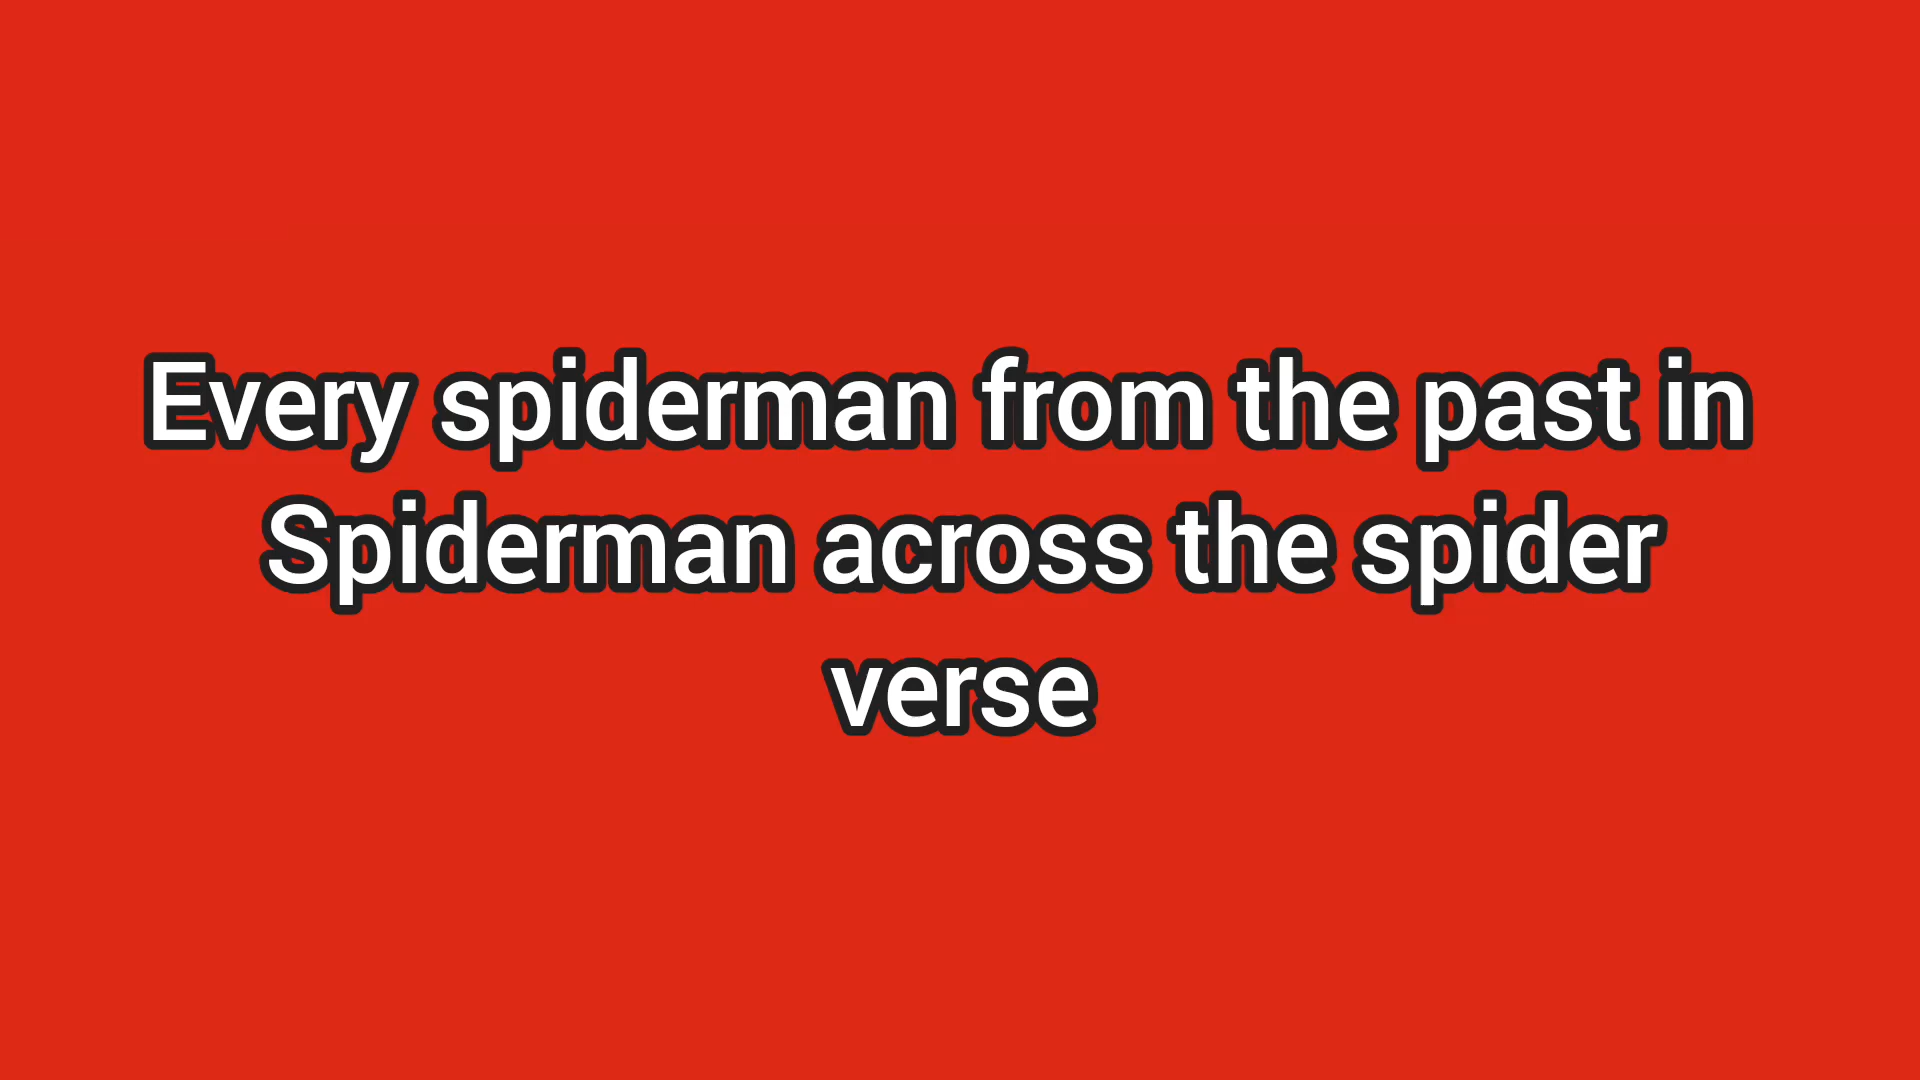 Every spiderman from the past in
Spiderman across the spider
verse